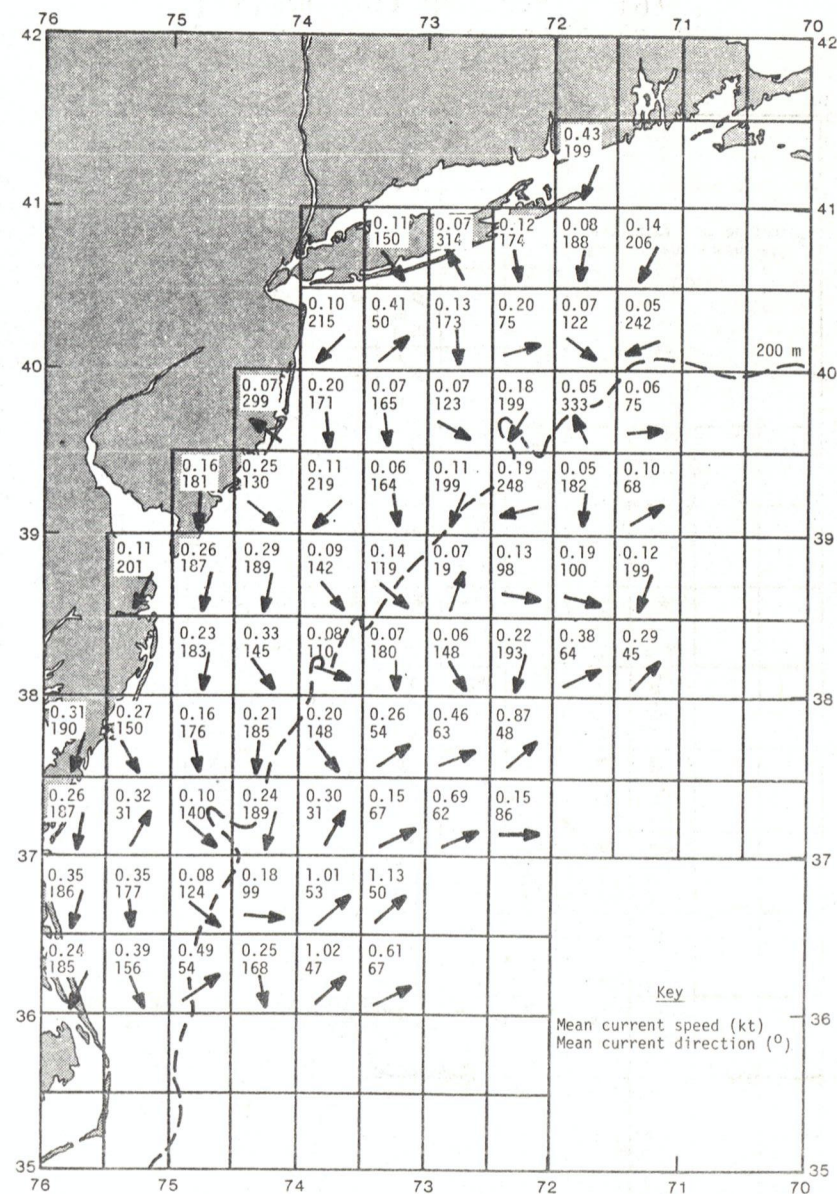 76 75 74 73 72 71 70
42 42
0.43
199
41 41
0.11 0.07 0.12 0.08 0.14
150 314 174 188 206
0.10 0.41 0.13 0.20 0.07 0.05
215 50 173 75 122 242
200 m
40 40
0.07 0.20 0.07 0.07 0.18 0.05 0.06
299 171 165 123 199 333 75
0.16 0.25 0.11 0.06 0.11 0.19 0.05 0.10
181 130 219 164 199 248 182 68
39 39
0.11 0.26 0.29 0.09 0.14 0.07 0.13 0.19 0.12
201 187 189 142 119 19 98 100 199
0.23 0.33 0.08 0.07 0.06 0.22 0.38 0.29
183 145 110 180 148 193 64 45
38 38
0.31 0.27 0.16 0.21 0.20 0.26 0.46 0.87
190 150 176 185 148 54 63 48
0.26 0.32 0.10 0.24 0.30 0.15 0.69 0.15
187 31 140 189 31 67 62 86
37 37
0.35 0.35 0.08 0.18 1.01 1.13
186 177 124 99 53 50
0.24 0.39 0.49 0.25 1.02 0.61
185 156 54 168 47 67
Key
36 36
Mean current speed (kt)
Mean current direction (º)
35 35
76 75 74 73 72 71 70